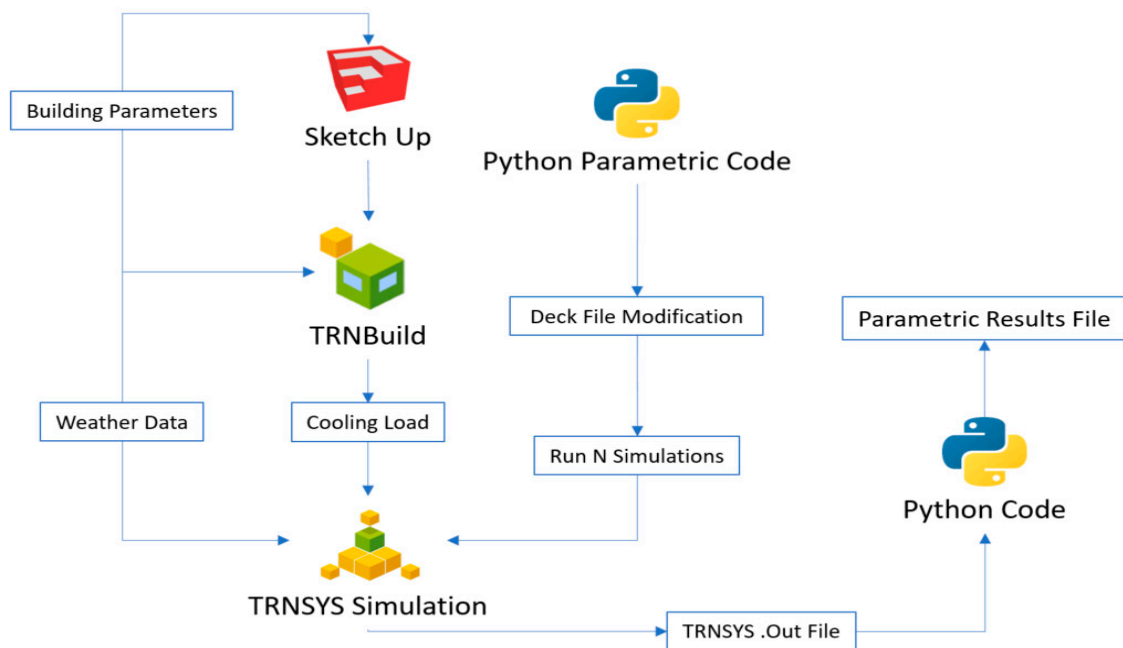 Building Parameters
Sketch Up
Python Parametric Code
TRNBuild
Deck File Modification
Parametric Results File
Weather Data
Cooling Load
Run N Simulations
Python Code
TRNSYS Simulation
TRNSYS .Out File